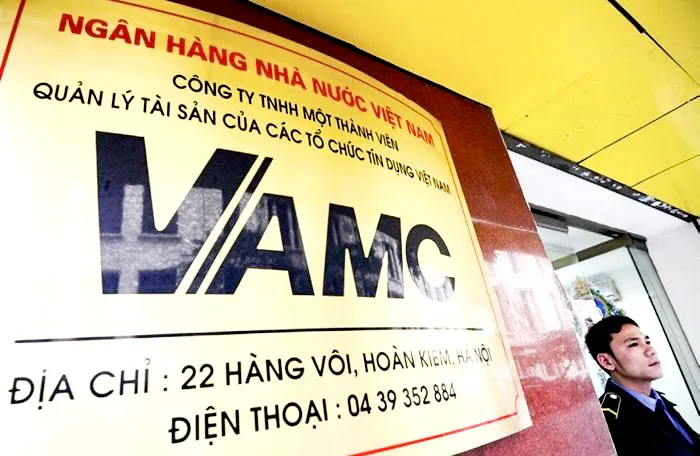 NGÂN HÀNG NHÀ NƯỚC VIỆT NAM
CÔNG TY TNHH MỘT THÀNH VIÊN
QUẢN LÝ TÀI SẢN CỦA CÁC TỔ CHỨC TÍN DỤNG VIỆT NAM
VAMC
ĐỊA CHỈ : 22 HÀNG VÔI, HOÀN KIẾM, HÀ NỘI
ĐIỆN THOẠI : 04 39 352 884